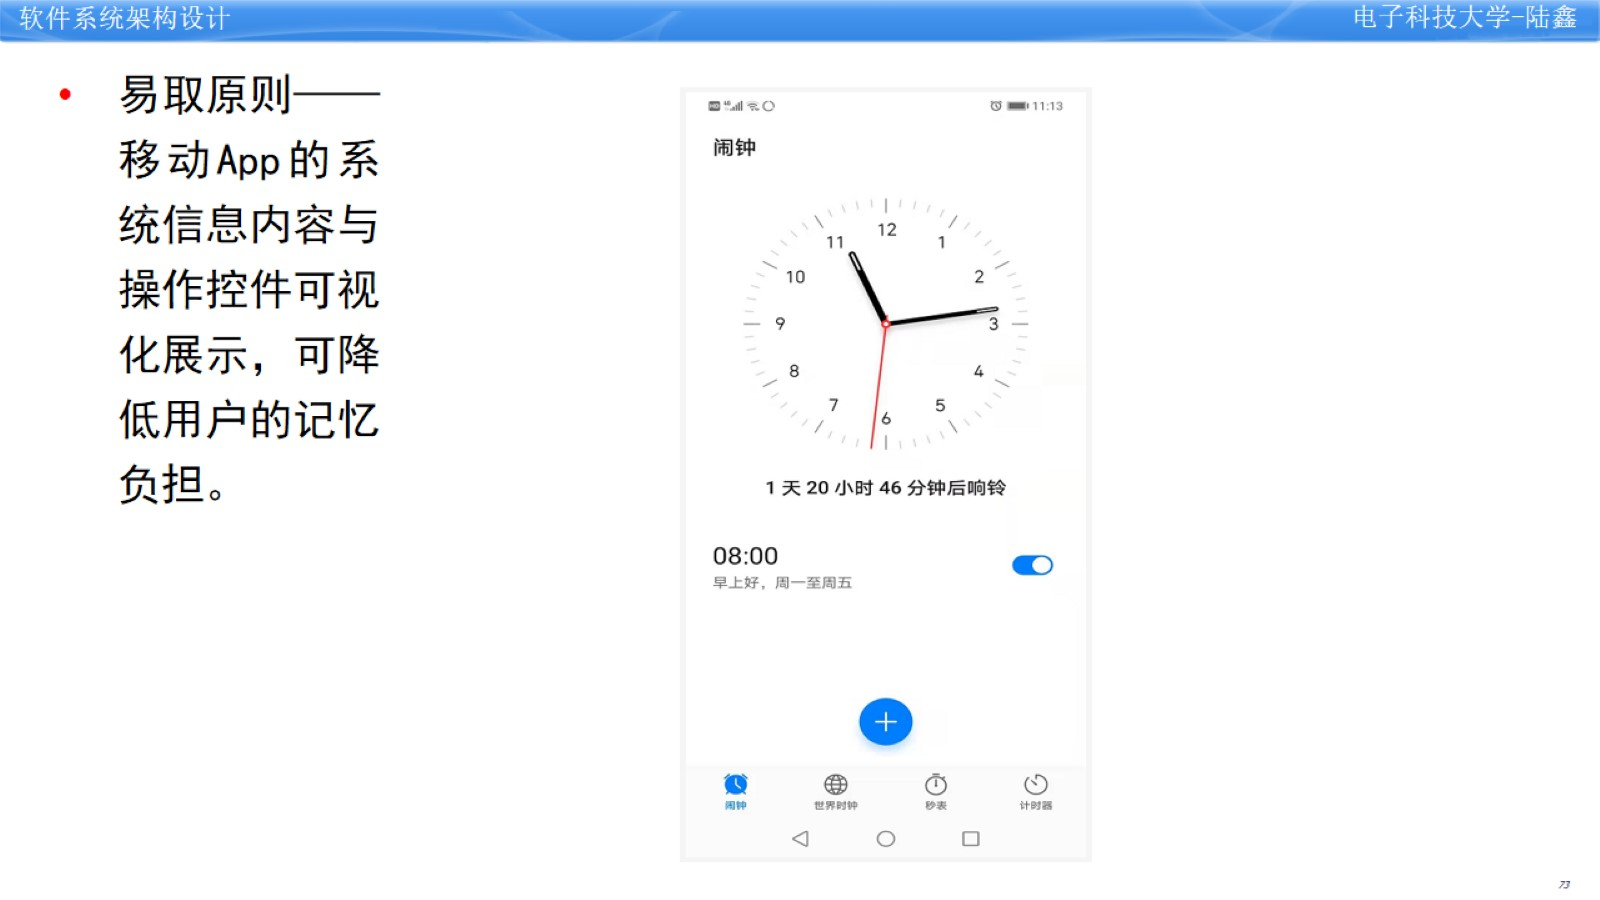 软件系统架构设计
电子科技大学-陆鑫
• 易取原则——
移动App的系
统信息内容与
操作控件可视
化展示，可降
低用户的记忆
负担。
HD 4G 11:13
闹钟
12
11 1
10 2
9 3
8 4
7 5
6
1 天 20 小时 46 分钟后响铃
08:00
早上好，周一至周五
闹钟 世界时钟 秒表 计时器
73